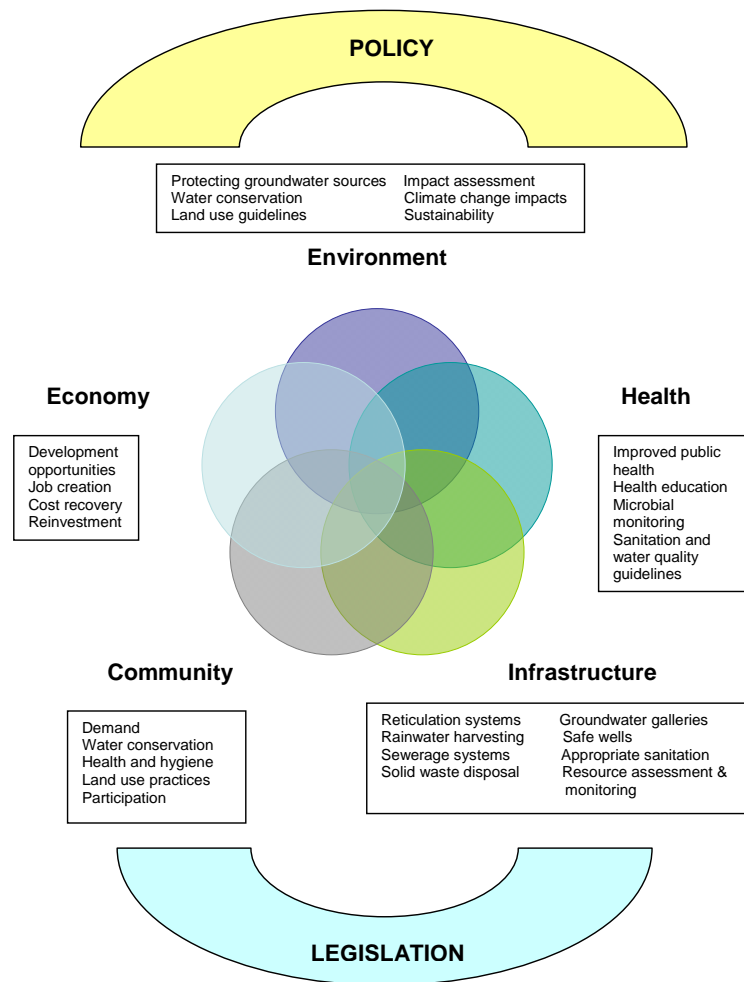 POLICY
Protecting groundwater sources Impact assessment
Water conservation Climate change impacts
Land use guidelines Sustainability
Environment
Economy
Development
opportunities
Job creation
Cost recovery
Reinvestment
Health
Improved public
health
Health education
Microbial
monitoring
Sanitation and
water quality
guidelines
Community
Demand
Water conservation
Health and hygiene
Land use practices
Participation
Infrastructure
Reticulation systems Groundwater galleries
Rainwater harvesting Safe wells
Sewerage systems Appropriate sanitation
Solid waste disposal Resource assessment &
monitoring
LEGISLATION